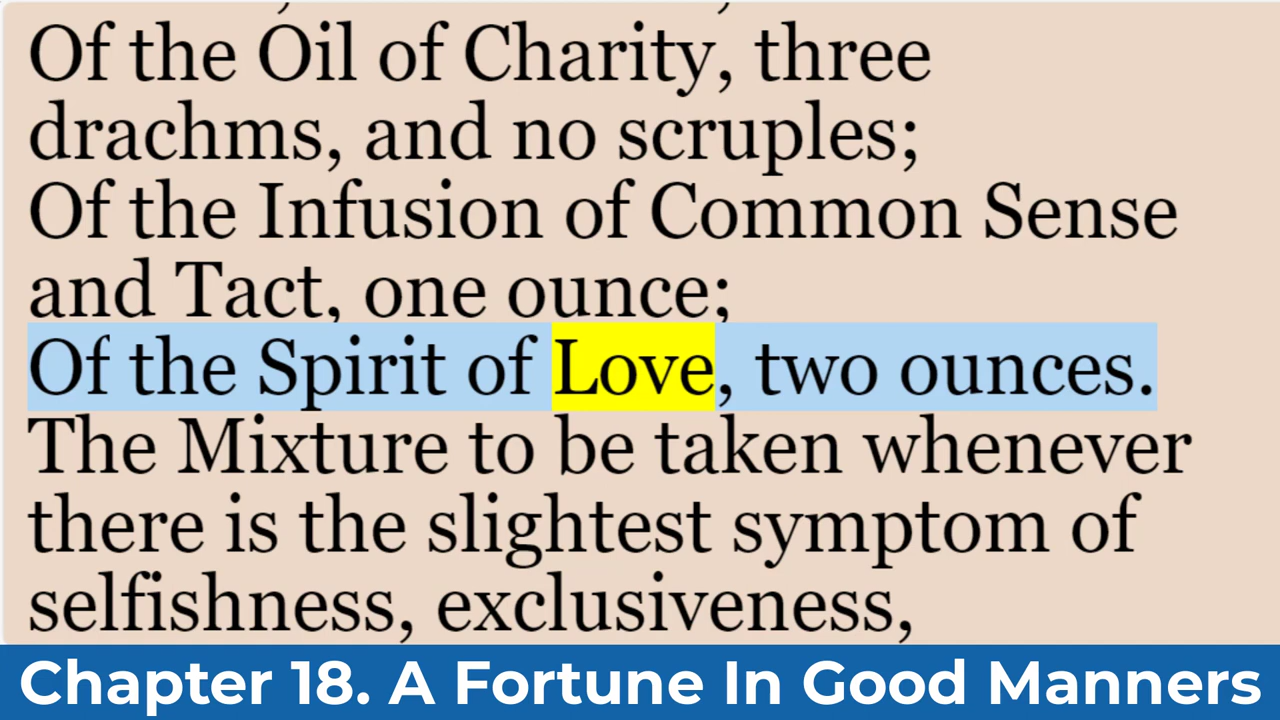 Of the Oil of Charity, three
drachms, and no scruples;
Of the Infusion of Common Sense
and Tact, one ounce;
Of the Spirit of Love, two ounces.
The Mixture to be taken whenever
there is the slightest symptom of
selfishness, exclusiveness,
Chapter 18. A Fortune In Good Manners